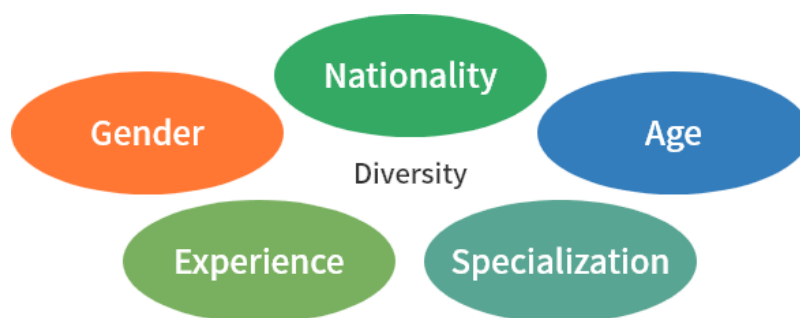 Nationality
Gender
Age
Diversity
Experience
Specialization